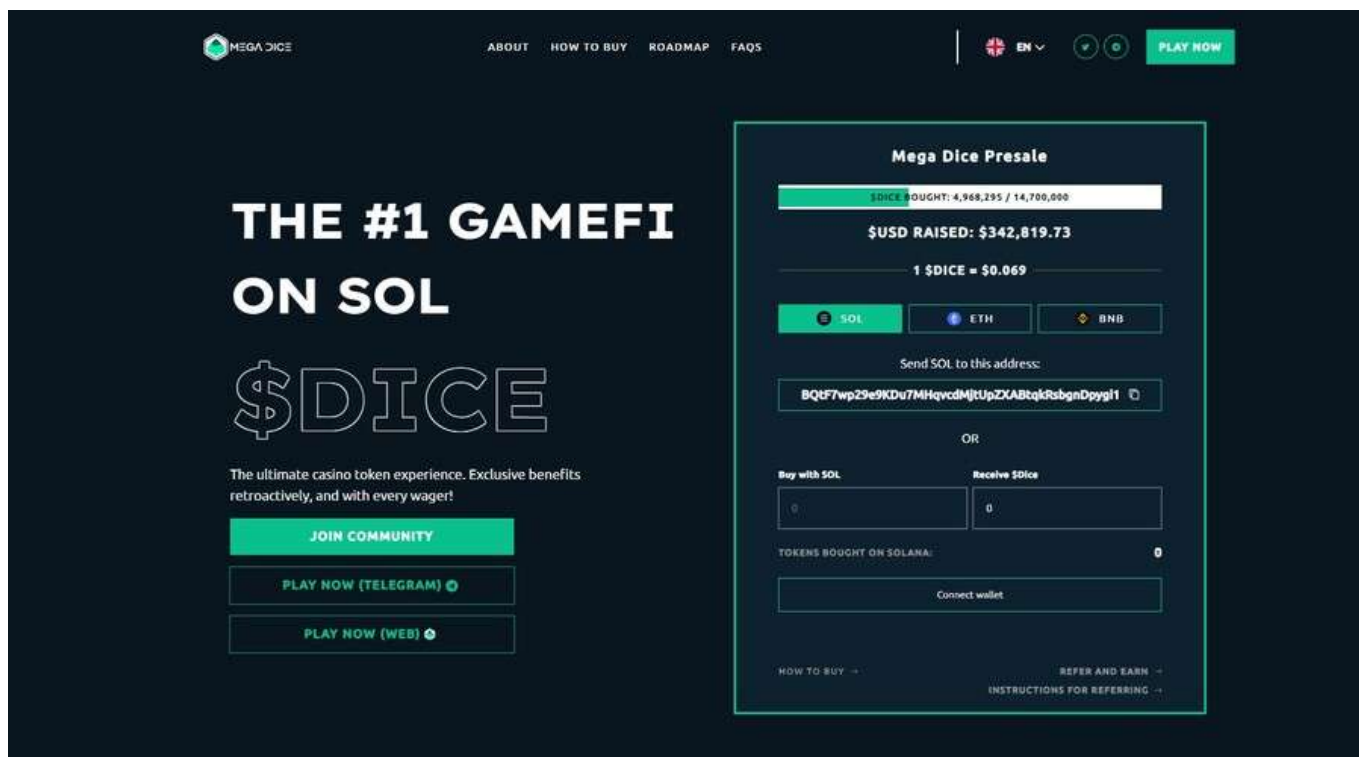 MEGA DICE
ABOUT HOW TO BUY ROADMAP FAQS
EN
PLAY NOW
THE #1 GAMEFI
ON SOL
$DICE
The ultimate casino token experience. Exclusive benefits
retroactively, and with every wager!
JOIN COMMUNITY
PLAY NOW (TELEGRAM)
PLAY NOW (WEB)
Mega Dice Presale
$DICE BOUGHT: 4,968,295 / 14,700,000
$USD RAISED: $342,819.73
1 $DICE = $0.069
SOL ETH BNB
Send SOL to this address:
BQtF7wp29e9KDu7MHqvcdMjtUpZXABtqkRsbgnDpygi1
OR
Buy with SOL Receive $Dice
0 0
TOKENS BOUGHT ON SOLANA: 0
Connect wallet
HOW TO BUY → REFER AND EARN →
INSTRUCTIONS FOR REFERRING →